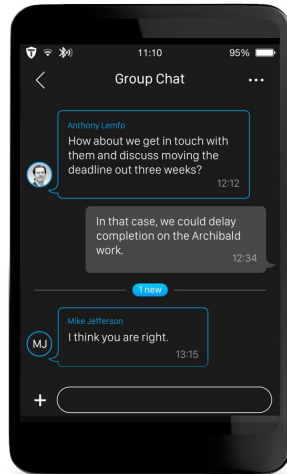 11:10
95%
Group Chat
Anthony Lemfo
How about we get in touch with
them and discuss moving the
deadline out three weeks?
12:12
In that case, we could delay
completion on the Archibald
work.
12:34
1 new
Mike Jefferson
MJ
I think you are right.
13:15